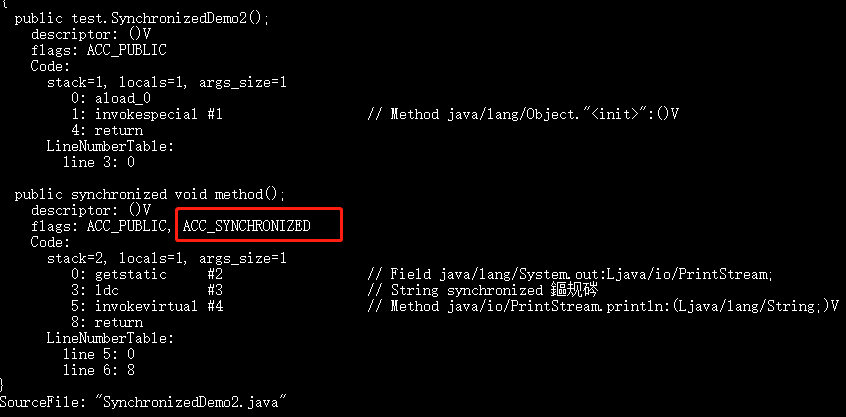 {
  public test.SynchronizedDemo2();
    descriptor: ()V
    flags: ACC_PUBLIC
    Code:
      stack=1, locals=1, args_size=1
         0: aload_0
         1: invokespecial #1                  // Method java/lang/Object."<init>":()V
         4: return
      LineNumberTable:
        line 3: 0
  public synchronized void method();
    descriptor: ()V
    flags: ACC_PUBLIC, ACC_SYNCHRONIZED
    Code:
      stack=2, locals=1, args_size=1
         0: getstatic     #2                  // Field java/lang/System.out:Ljava/io/PrintStream;
         3: ldc           #3                  // String synchronized 鏂规硶
         5: invokevirtual #4                  // Method java/io/PrintStream.println:(Ljava/lang/String;)V
         8: return
      LineNumberTable:
        line 5: 0
        line 6: 8
}
SourceFile: "SynchronizedDemo2.java"